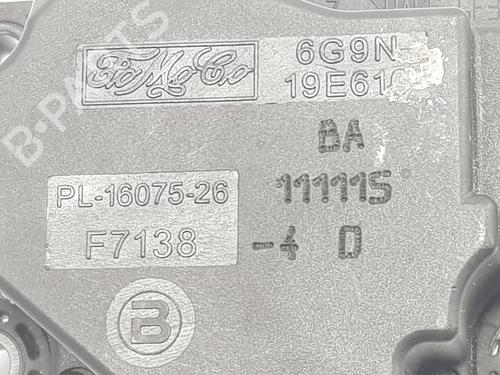 FoMoCo
6G9N
19E61
BA
111115
PL-16075-26
F7138
-4 D
B
B-PARTS